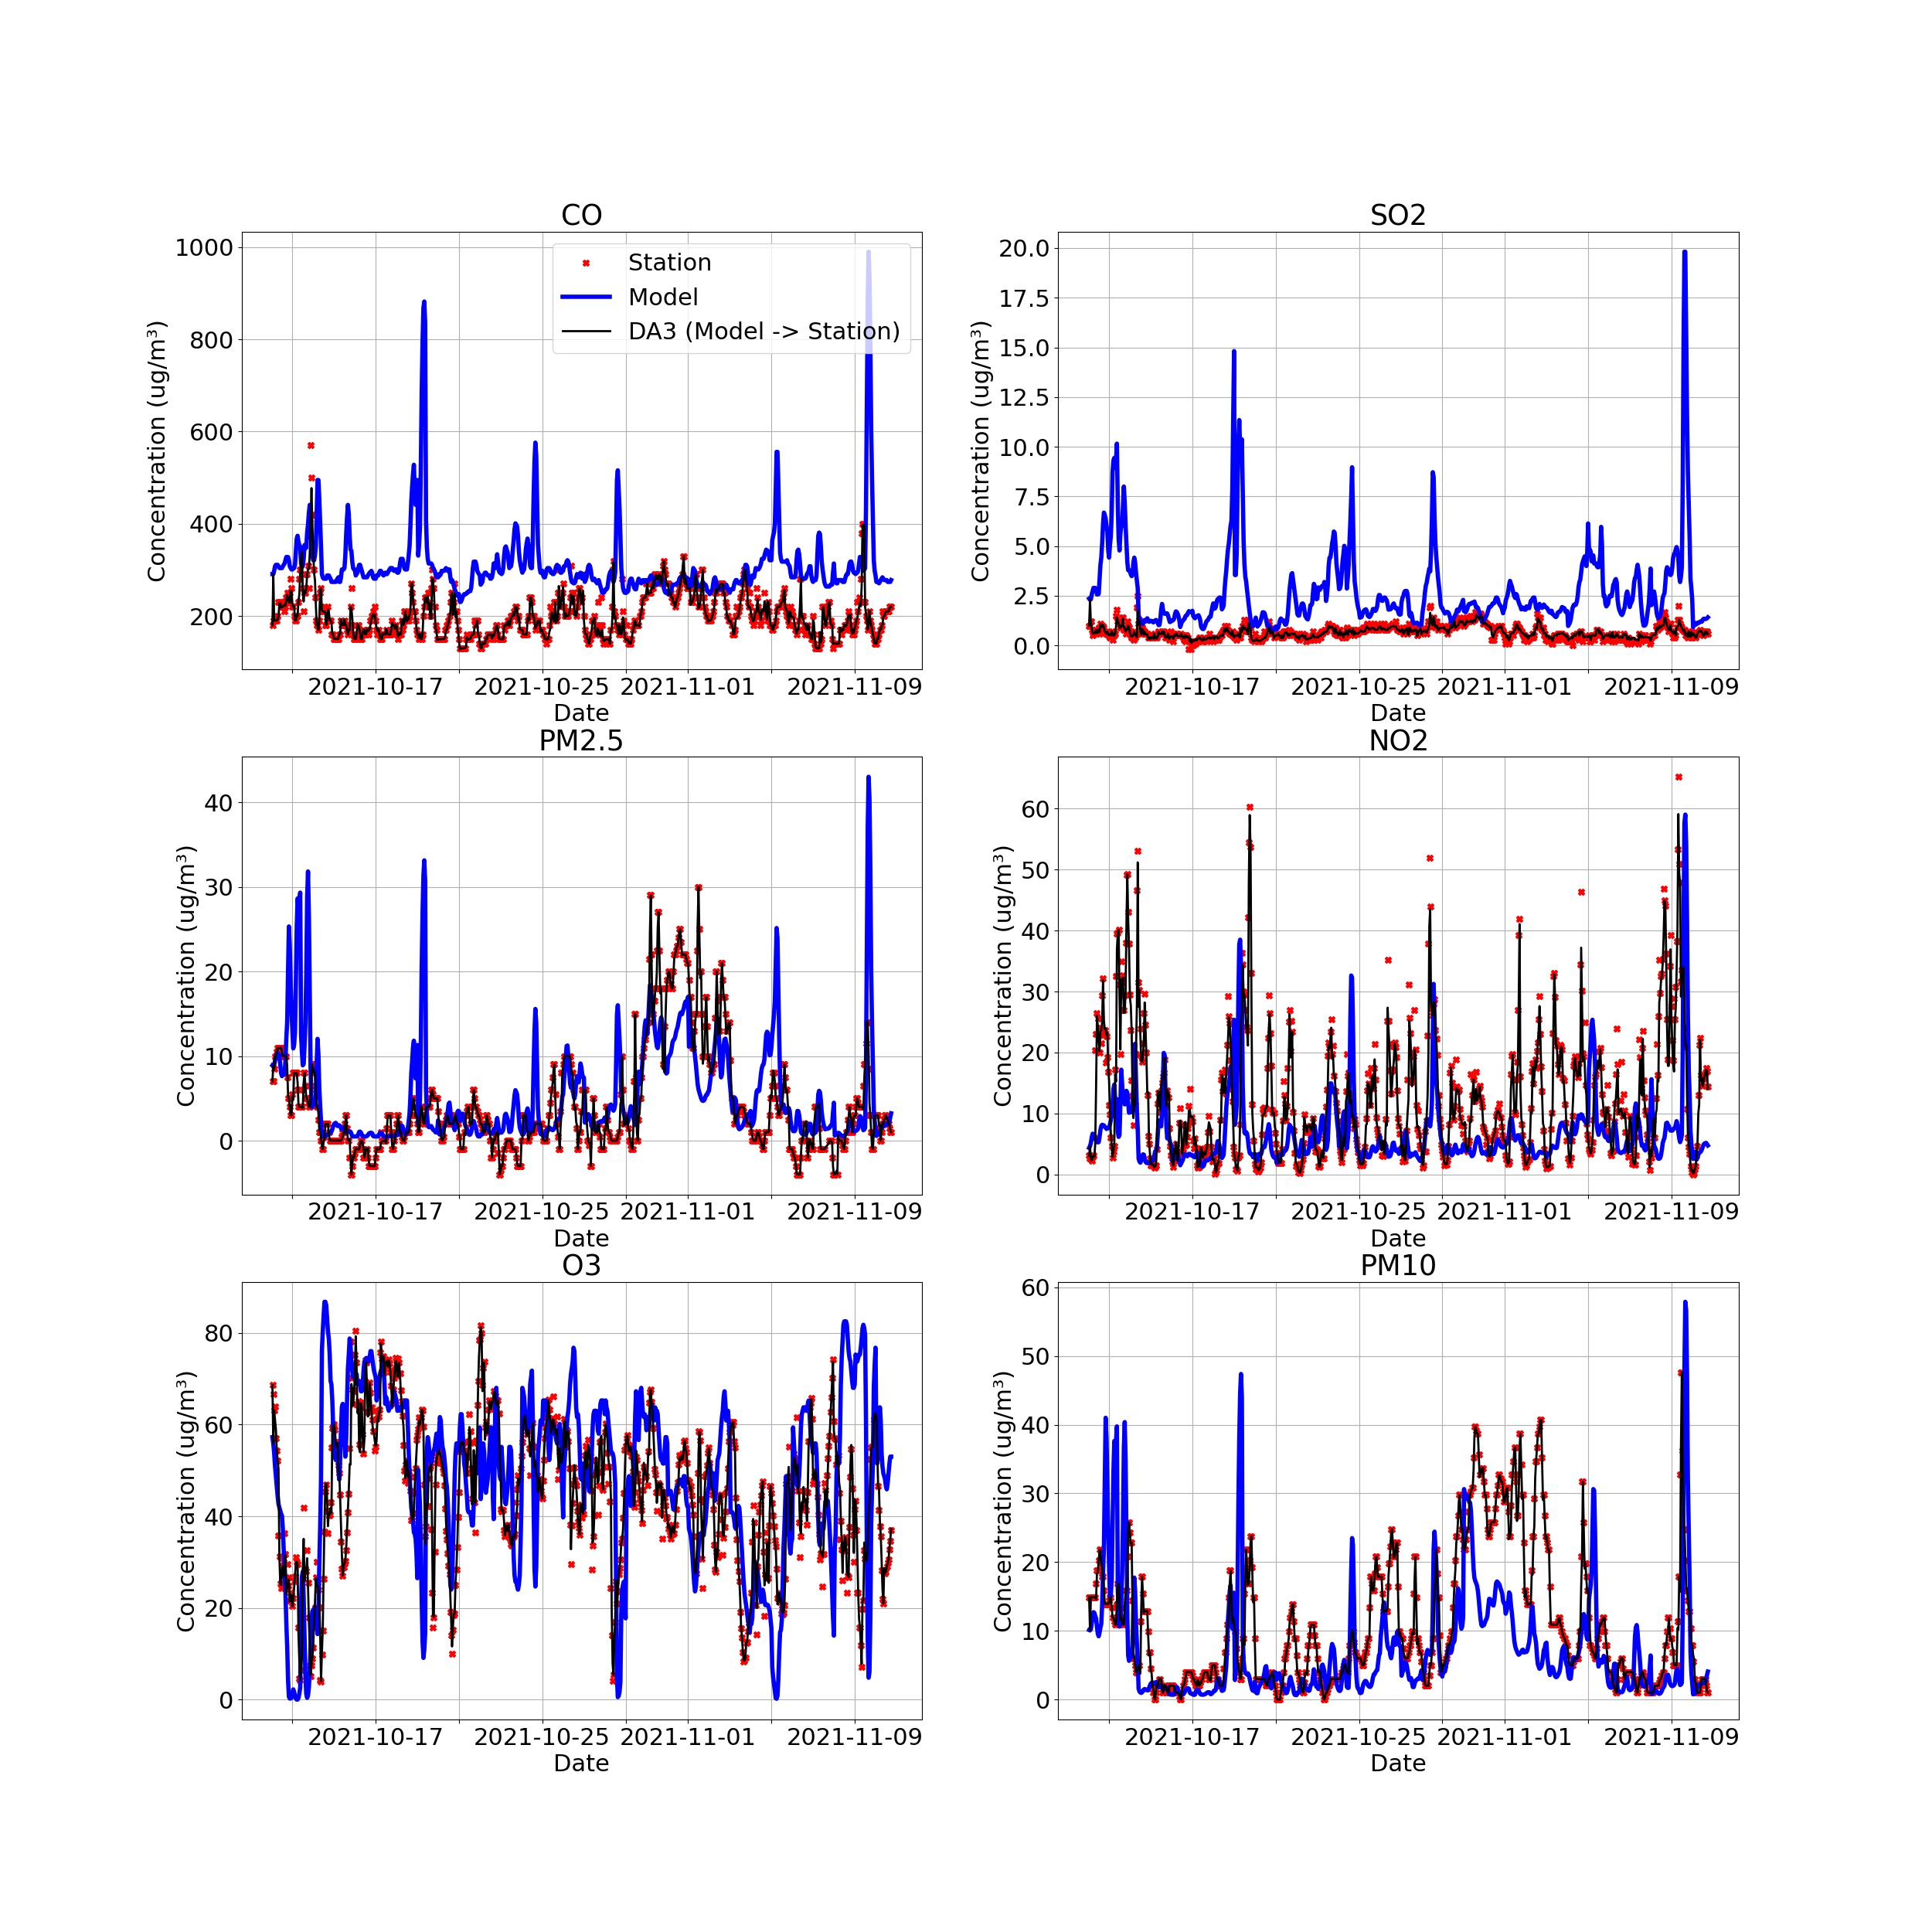 CO
Concentration (ug/m³)
1000
800
600
400
200
Station
Model
DA3 (Model -> Station)
2021-10-17 2021-10-25 2021-11-01 2021-11-09
Date
SO2
Concentration (ug/m³)
20.0
17.5
15.0
12.5
10.0
7.5
5.0
2.5
0.0
2021-10-17 2021-10-25 2021-11-01 2021-11-09
Date
PM2.5
Concentration (ug/m³)
40
30
20
10
0
2021-10-17 2021-10-25 2021-11-01 2021-11-09
Date
NO2
Concentration (ug/m³)
60
50
40
30
20
10
0
2021-10-17 2021-10-25 2021-11-01 2021-11-09
Date
O3
Concentration (ug/m³)
80
60
40
20
0
2021-10-17 2021-10-25 2021-11-01 2021-11-09
Date
PM10
Concentration (ug/m³)
60
50
40
30
20
10
0
2021-10-17 2021-10-25 2021-11-01 2021-11-09
Date